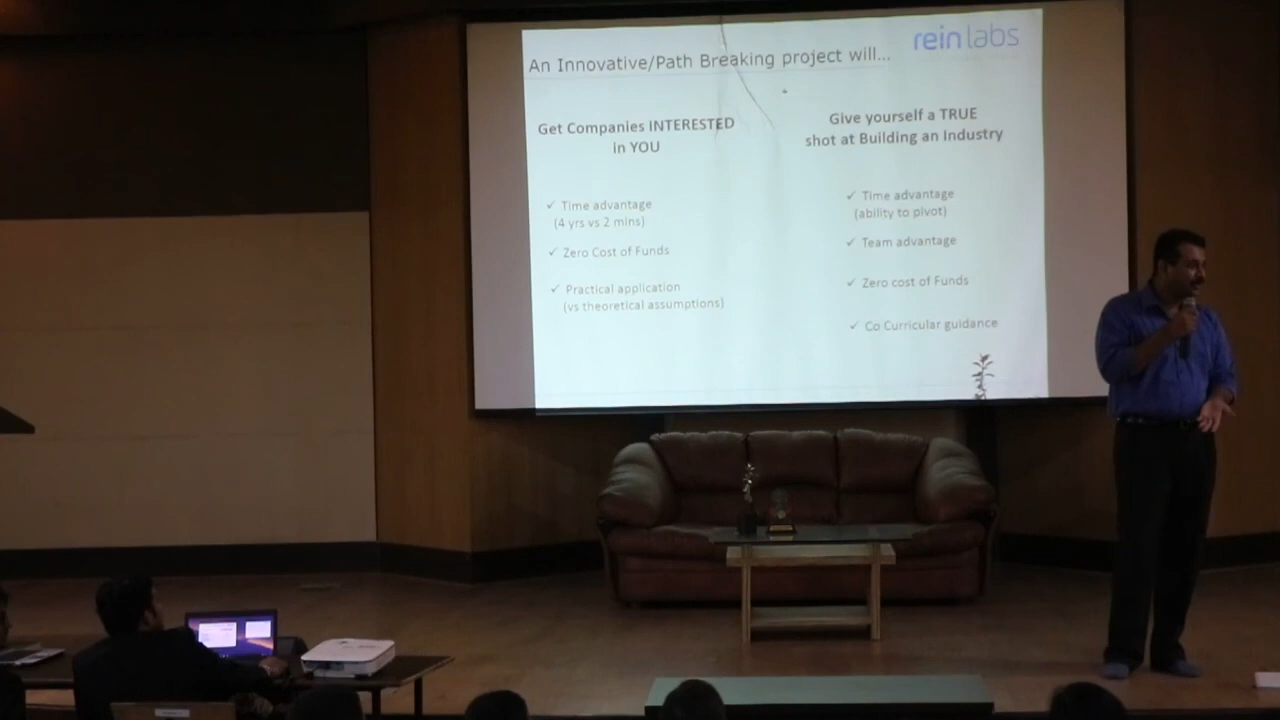 rein labs
An Innovative/Path Breaking project will...
Get Companies INTERESTED
in YOU
✓ Time advantage
(4 yrs vs 2 mins)
✓ Zero Cost of Funds
✓ Practical application
(vs theoretical assumptions)
Give yourself a TRUE
shot at Building an Industry
✓ Time advantage
(ability to pivot)
✓ Team advantage
✓ Zero cost of Funds
✓ Co Curricular guidance